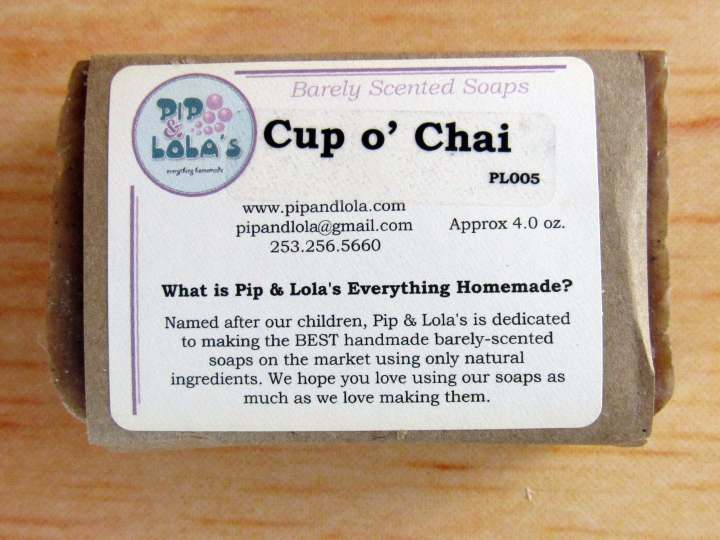 Barely Scented Soaps
PIP
&
LOLA'S
everything homemade
Cup o' Chai
PL005
www.pipandlola.com
pipandlola@gmail.com
Approx 4.0 oz.
253.256.5660
What is Pip & Lola's Everything Homemade?
Named after our children, Pip & Lola's is dedicated
to making the BEST handmade barely-scented
soaps on the market using only natural
ingredients. We hope you love using our soaps as
much as we love making them.